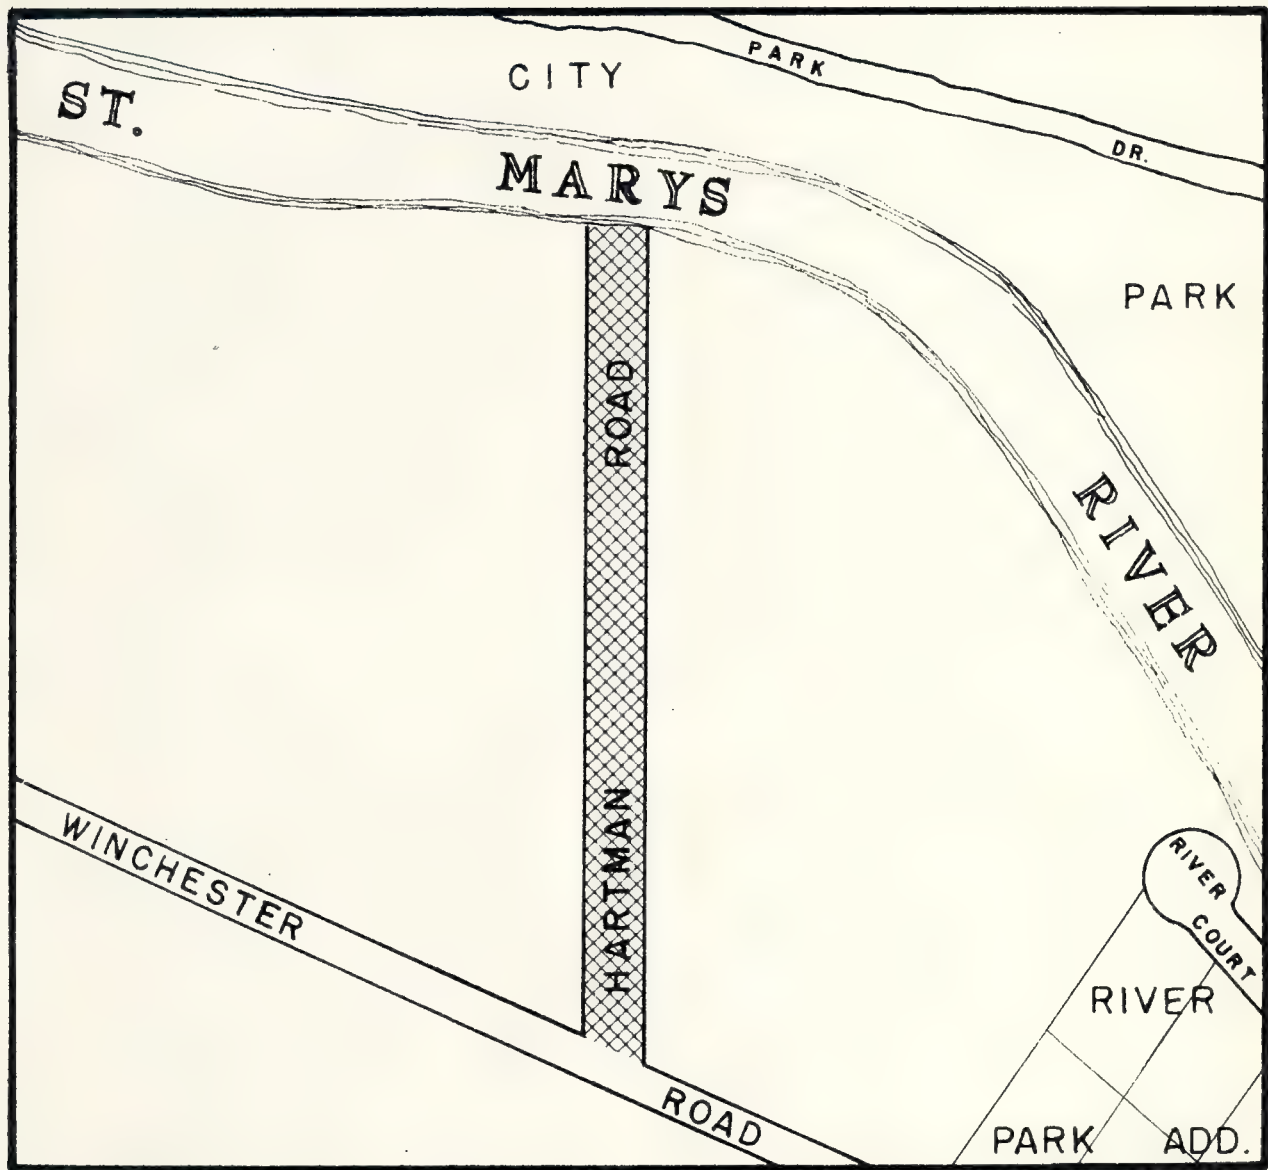 CITY
PARK DR.
ST. MARYS RIVER
PARK
HARTMAN ROAD
WINCHESTER ROAD
RIVER COURT
RIVER
PARK ADD.